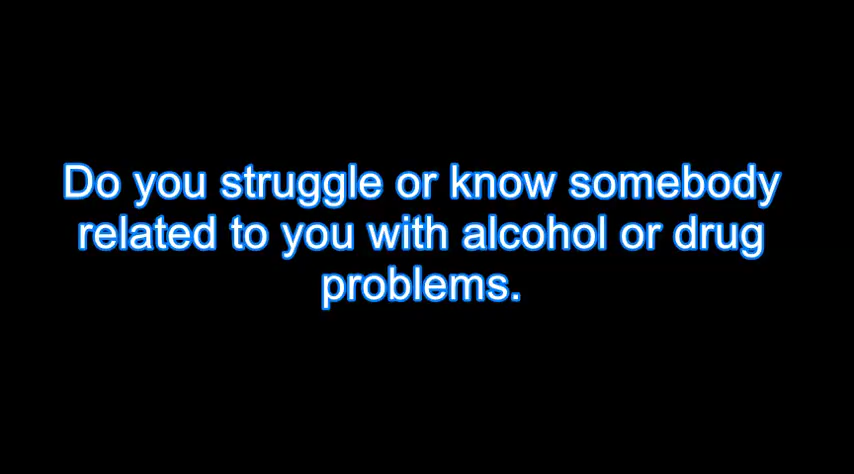 Do you struggle or know somebody
related to you with alcohol or drug
problems.